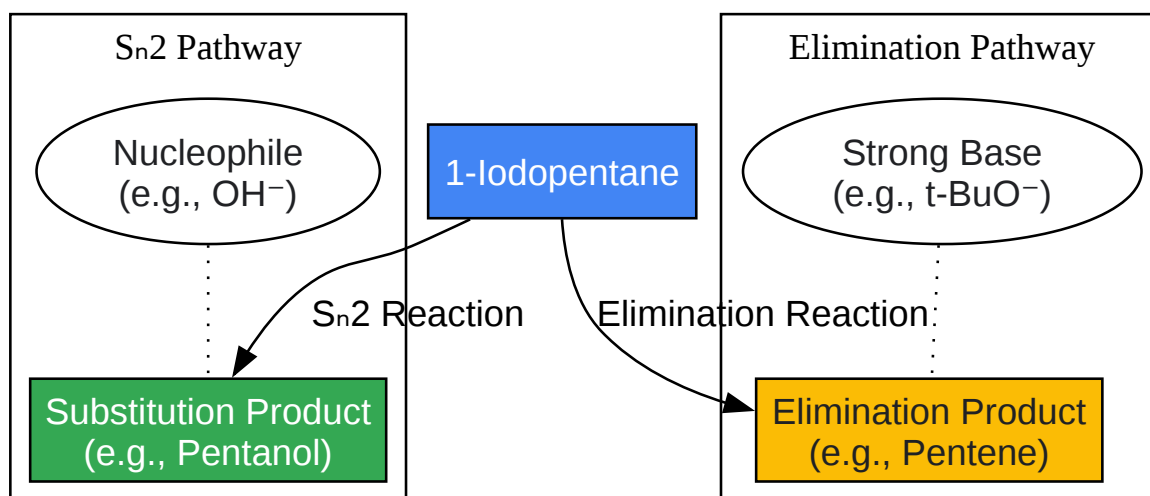 Sₙ2 Pathway
Elimination Pathway
Nucleophile
(e.g., OH⁻)
1-Iodopentane
Strong Base
(e.g., t-BuO⁻)
Sₙ2 Reaction
Elimination Reaction
Substitution Product
(e.g., Pentanol)
Elimination Product
(e.g., Pentene)